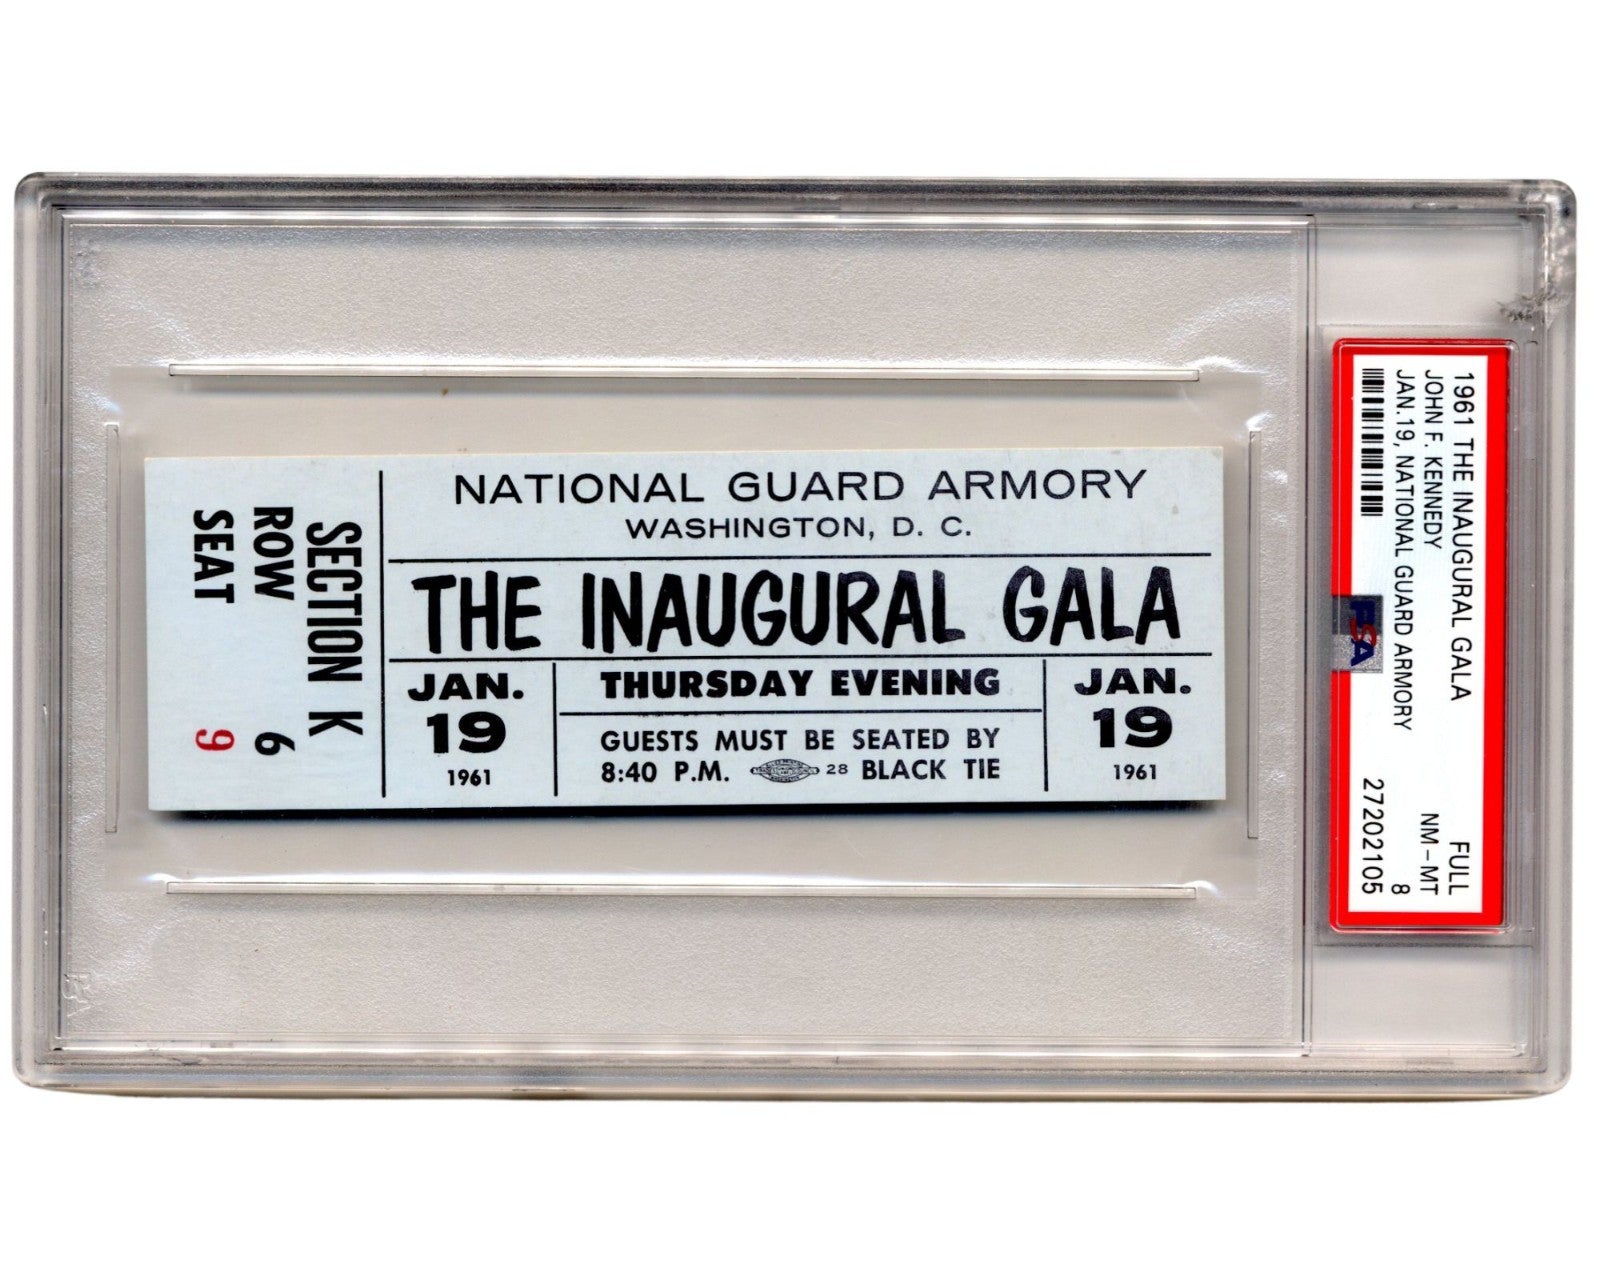 NATIONAL GUARD ARMORY
WASHINGTON, D. C.
THE INAUGURAL GALA
JAN.
19
1961
THURSDAY EVENING
GUESTS MUST BE SEATED BY
8:40 P.M. 28 BLACK TIE
JAN.
19
1961
SECTION K
ROW 6
SEAT 9
1961 THE INAUGURAL GALA FULL
JOHN F. KENNEDY NM-MT
JAN.19, NATIONAL GUARD ARMORY 8
27202105
PSA